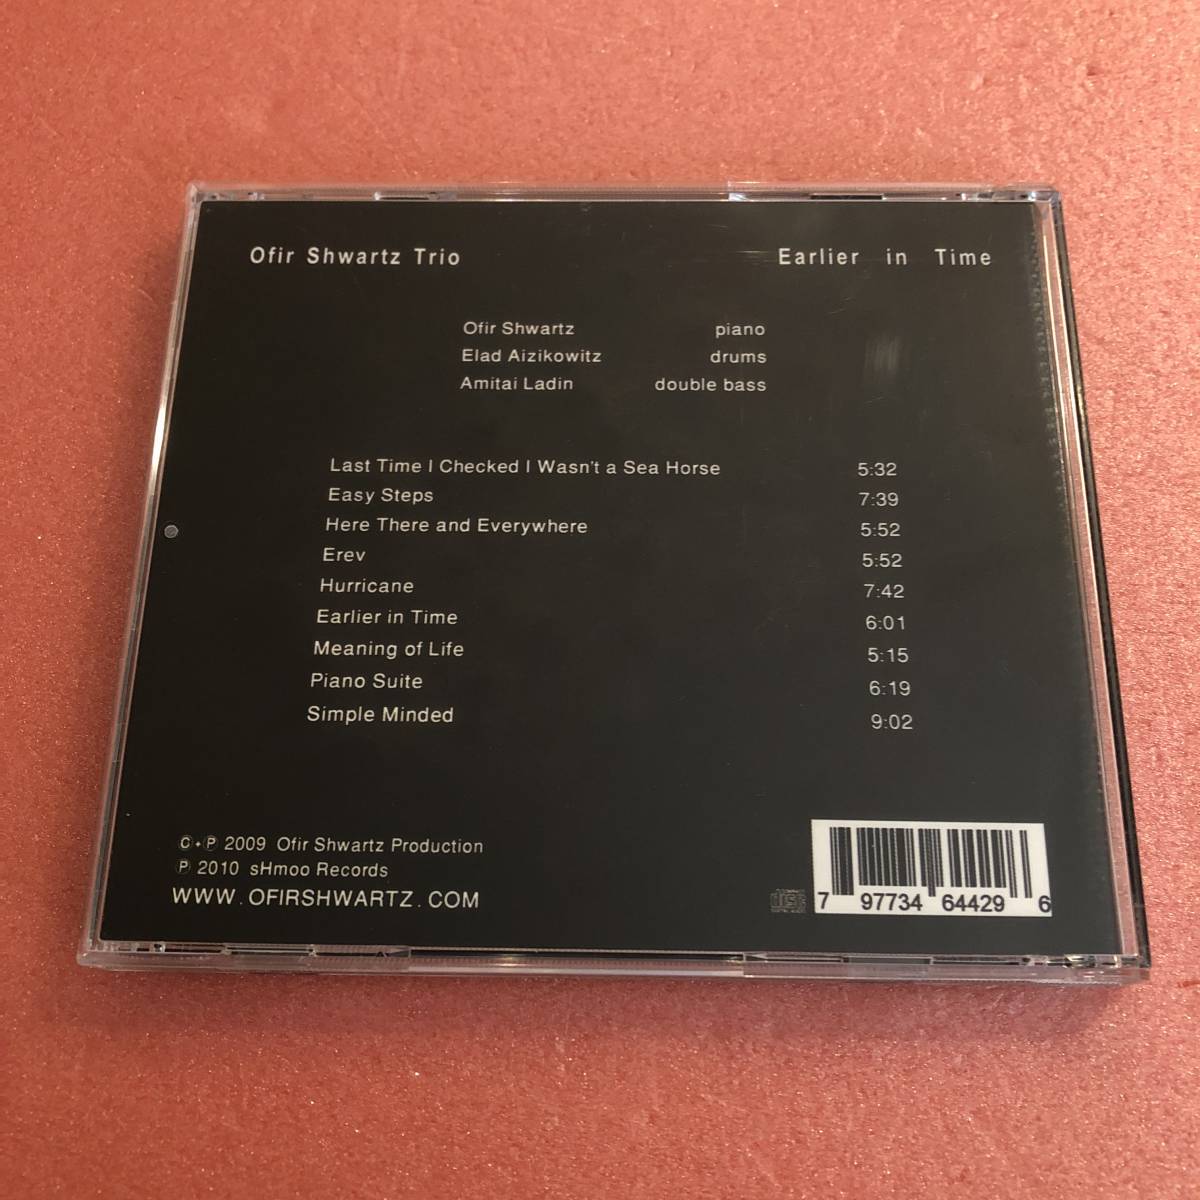 Ofir Shwartz Trio Earlier in Time
Ofir Shwartz piano
Elad Aizikowitz drums
Amitai Ladin double bass
Last Time I Checked I Wasn't a Sea Horse 5:32
Easy Steps 7:39
Here There and Everywhere 5:52
Erev 5:52
Hurricane 7:42
Earlier in Time 6:01
Meaning of Life 5:15
Piano Suite 6:19
Simple Minded 9:02
©+℗ 2009 Ofir Shwartz Production
℗ 2010 sHmoo Records
WWW.OFIRSHWARTZ.COM
7 97734 64429 6